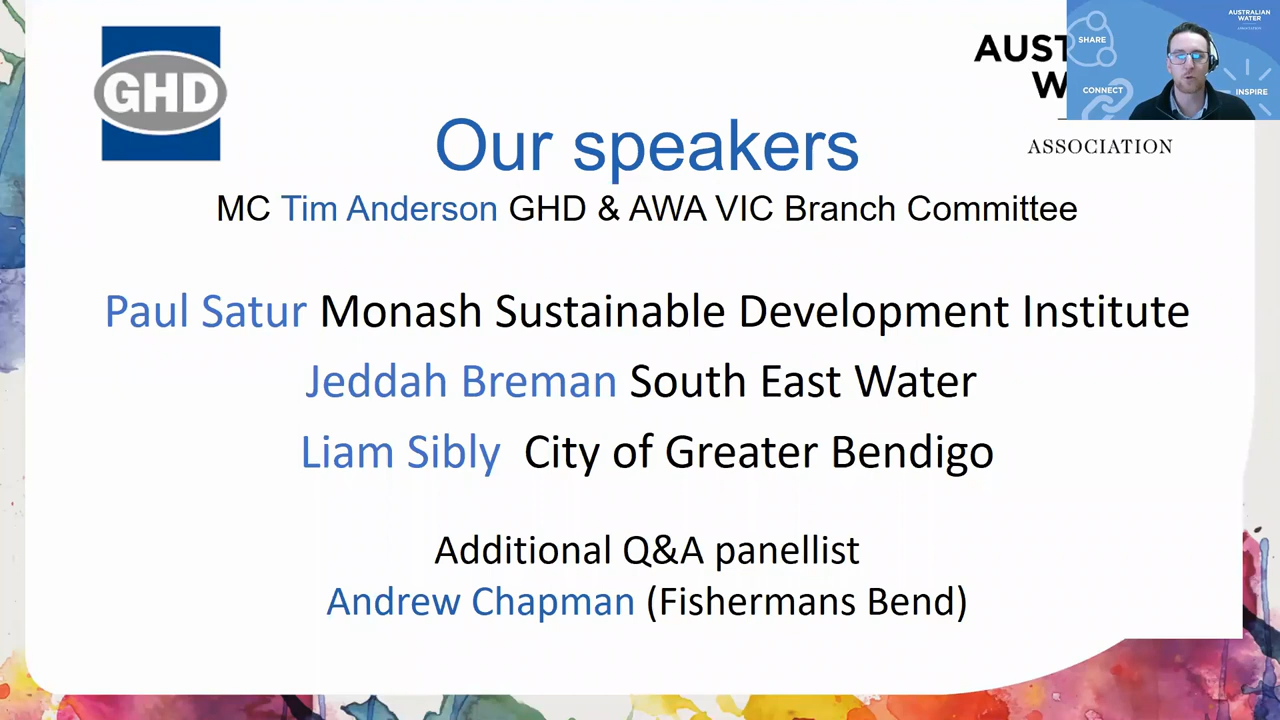 GHD
AUST
W
ASSOCIATION
SHARE
CONNECT
INSPIRE
AUSTRALIAN
WATER
Our speakers
MC Tim Anderson GHD & AWA VIC Branch Committee
Paul Satur Monash Sustainable Development Institute
Jeddah Breman South East Water
Liam Sibly City of Greater Bendigo
Additional Q&A panellist
Andrew Chapman (Fishermans Bend)